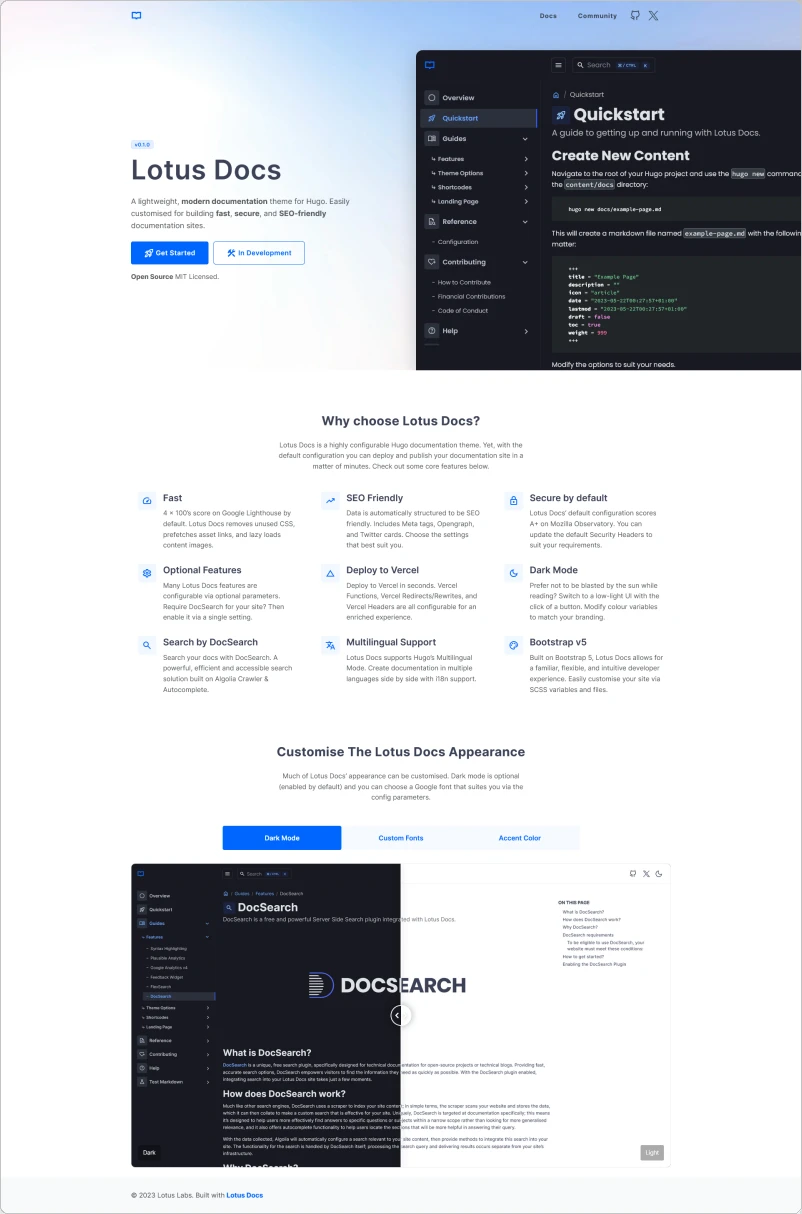 Docs Community
v0.1.0
Lotus Docs
A lightweight, modern documentation theme for Hugo. Easily
customised for building fast, secure, and SEO-friendly
documentation sites.
Get Started
In Development
Open Source MIT Licensed.
Search ⌘/CTRL K
Overview
Quickstart
Guides
Features
Theme Options
Shortcodes
Landing Page
Reference
Configuration
Contributing
How to Contribute
Financial Contributions
Code of Conduct
Help
/ Quickstart
Quickstart
A guide to getting up and running with Lotus Docs.
Create New Content
Navigate to the root of your Hugo project and use the hugo new command
the content/docs directory:
hugo new docs/example-page.md
This will create a markdown file named example-page.md with the followin
matter:
+++
title = "Example Page"
description = ""
icon = "article"
date = "2023-05-22T00:27:57+01:00"
lastmod = "2023-05-22T00:27:57+01:00"
draft = false
toc = true
weight = 999
+++
Modify the options to suit your needs.
Why choose Lotus Docs?
Lotus Docs is a highly configurable Hugo documentation theme. Yet, with the
default configuration you can deploy and publish your documentation site in a
matter of minutes. Check out some core features below.
Fast
4 x 100's score on Google Lighthouse by
default. Lotus Docs removes unused CSS,
prefetches asset links, and lazy loads
content images.
SEO Friendly
Data is automatically structured to be SEO
friendly. Includes Meta tags, Opengraph,
and Twitter cards. Choose the settings
that best suit you.
Secure by default
Lotus Docs' default configuration scores
A+ on Mozilla Observatory. You can
update the default Security Headers to
suit your requirements.
Optional Features
Many Lotus Docs features are
configurable via optional parameters.
Require DocSearch for your site? Then
enable it via a single setting.
Deploy to Vercel
Deploy to Vercel in seconds. Vercel
Functions, Vercel Redirects/Rewrites, and
Vercel Headers are all configurable for an
enriched experience.
Dark Mode
Prefer not to be blasted by the sun while
reading? Switch to a low-light UI with the
click of a button. Modify colour variables
to match your branding.
Search by DocSearch
Search your docs with DocSearch. A
powerful, efficient and accessible search
solution built on Algolia Crawler &
Autocomplete.
Multilingual Support
Lotus Docs supports Hugo's Multilingual
Mode. Create documentation in multiple
languages side by side with i18n support.
Bootstrap v5
Built on Bootstrap 5, Lotus Docs allows for
a familiar, flexible, and intuitive developer
experience. Easily customise your site via
SCSS variables and files.
Customise The Lotus Docs Appearance
Much of Lotus Docs' appearance can be customised. Dark mode is optional
(enabled by default) and you can choose a Google font that suites you via the
config parameters.
Dark Mode
Custom Fonts
Accent Color
Search ⌘/CTRL K
Overview
Quickstart
Guides
Features
Syntax Highlighting
Plausible Analytics
Google Analytics v4
Feedback Widget
FlexSearch
DocSearch
Theme Options
Shortcodes
Landing Page
Reference
Contributing
Help
Test Markdown
/ Guides / Features / DocSearch
DocSearch
DocSearch is a free and powerful Server Side Search plugin integrated with Lotus Docs.
DOCSEARCH
What is DocSearch?
DocSearch is a unique, free search plugin, specifically designed for technical documentation for open-source projects or technical blogs. Providing fast,
accurate search options, DocSearch empowers visitors to find the information they need as quickly as possible. With the DocSearch plugin enabled,
integrating search into your Lotus Docs site takes just a few moments.
How does DocSearch work?
Much like other search engines, DocSearch uses a scraper to index your site content. In simple terms, the scraper scans your website and stores the data,
which it can then collate to make a custom search that is effective for your site. Uniquely, DocSearch is targeted at documentation specifically; this means
it's designed to help users more effectively find answers to specific questions or subjects within a narrow scope rather than looking for more generalised
relevance, and it also offers autocomplete functionality to help users locate the sections that will be more helpful in answering their query.
With the data collected, Algolia will automatically configure a search relevant to your site content, then provide methods to integrate this search into your
site. The functionality for the search is handled by DocSearch itself; processing the search query and delivering results occurs separate from your site's
infrastructure.
Why DocSearch?
ON THIS PAGE
What is DocSearch?
How does DocSearch work?
Why DocSearch?
DocSearch requirements
To be eligible to use DocSearch, your
website must meet these conditions:
How to get started?
Enabling the DocSearch Plugin
Dark
Light
© 2023 Lotus Labs. Built with Lotus Docs